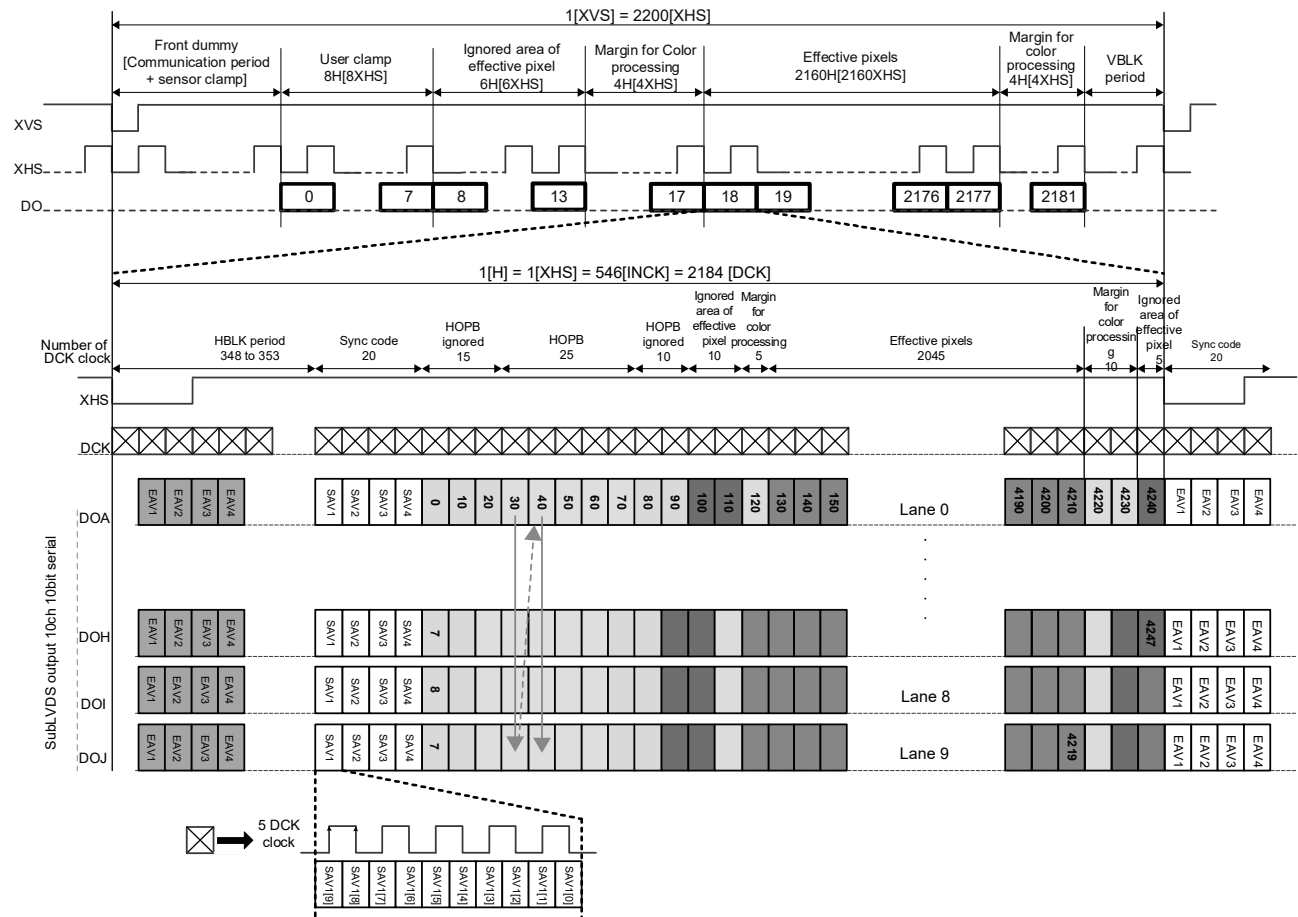 1[XVS] = 2200[XHS]
Front dummy
[Communication period
+ sensor clamp]
User clamp
8H[8XHS]
Ignored area of
effective pixel
6H[6XHS]
Margin for Color
processing
4H[4XHS]
Effective pixels
2160H[2160XHS]
Margin for
color
processing
4H[4XHS]
VBLK
period
XVS
XHS
DO
0 7 8 13 17 18 19 2176 2177 2181
1[H] = 1[XHS] = 546[INCK] = 2184 [DCK]
Number of
DCK clock
HBLK period
348 to 353
Sync code
20
HOPB
ignored
15
HOPB
25
HOPB
ignored
10
Ignored
area of
effective
pixel
10
Margin
for
color
processing
5
Effective pixels
2045
Margin
for
color
processin
g
10
Ignored
area of
effective
pixel
5
Sync code
20
XHS
DCK
SubLVDS output 10ch 10bit serial
DOA
EAV1 EAV2 EAV3 EAV4 SAV1 SAV2 SAV3 SAV4 0 10 20 30 40 50 60 70 80 90 100 110 120 130 140 150 Lane 0 4190 4200 4210 4220 4230 4240 EAV1 EAV2 EAV3 EAV4
DOH
EAV1 EAV2 EAV3 EAV4 SAV1 SAV2 SAV3 SAV4 7 4247 EAV1 EAV2 EAV3 EAV4
DOI
EAV1 EAV2 EAV3 EAV4 SAV1 SAV2 SAV3 SAV4 8 Lane 8 EAV1 EAV2 EAV3 EAV4
DOJ
EAV1 EAV2 EAV3 EAV4 SAV1 SAV2 SAV3 SAV4 7 Lane 9 4219 EAV1 EAV2 EAV3 EAV4
5 DCK
clock
SAV1[9] SAV1[8] SAV1[7] SAV1[6] SAV1[5] SAV1[4] SAV1[3] SAV1[2] SAV1[1] SAV1[0]